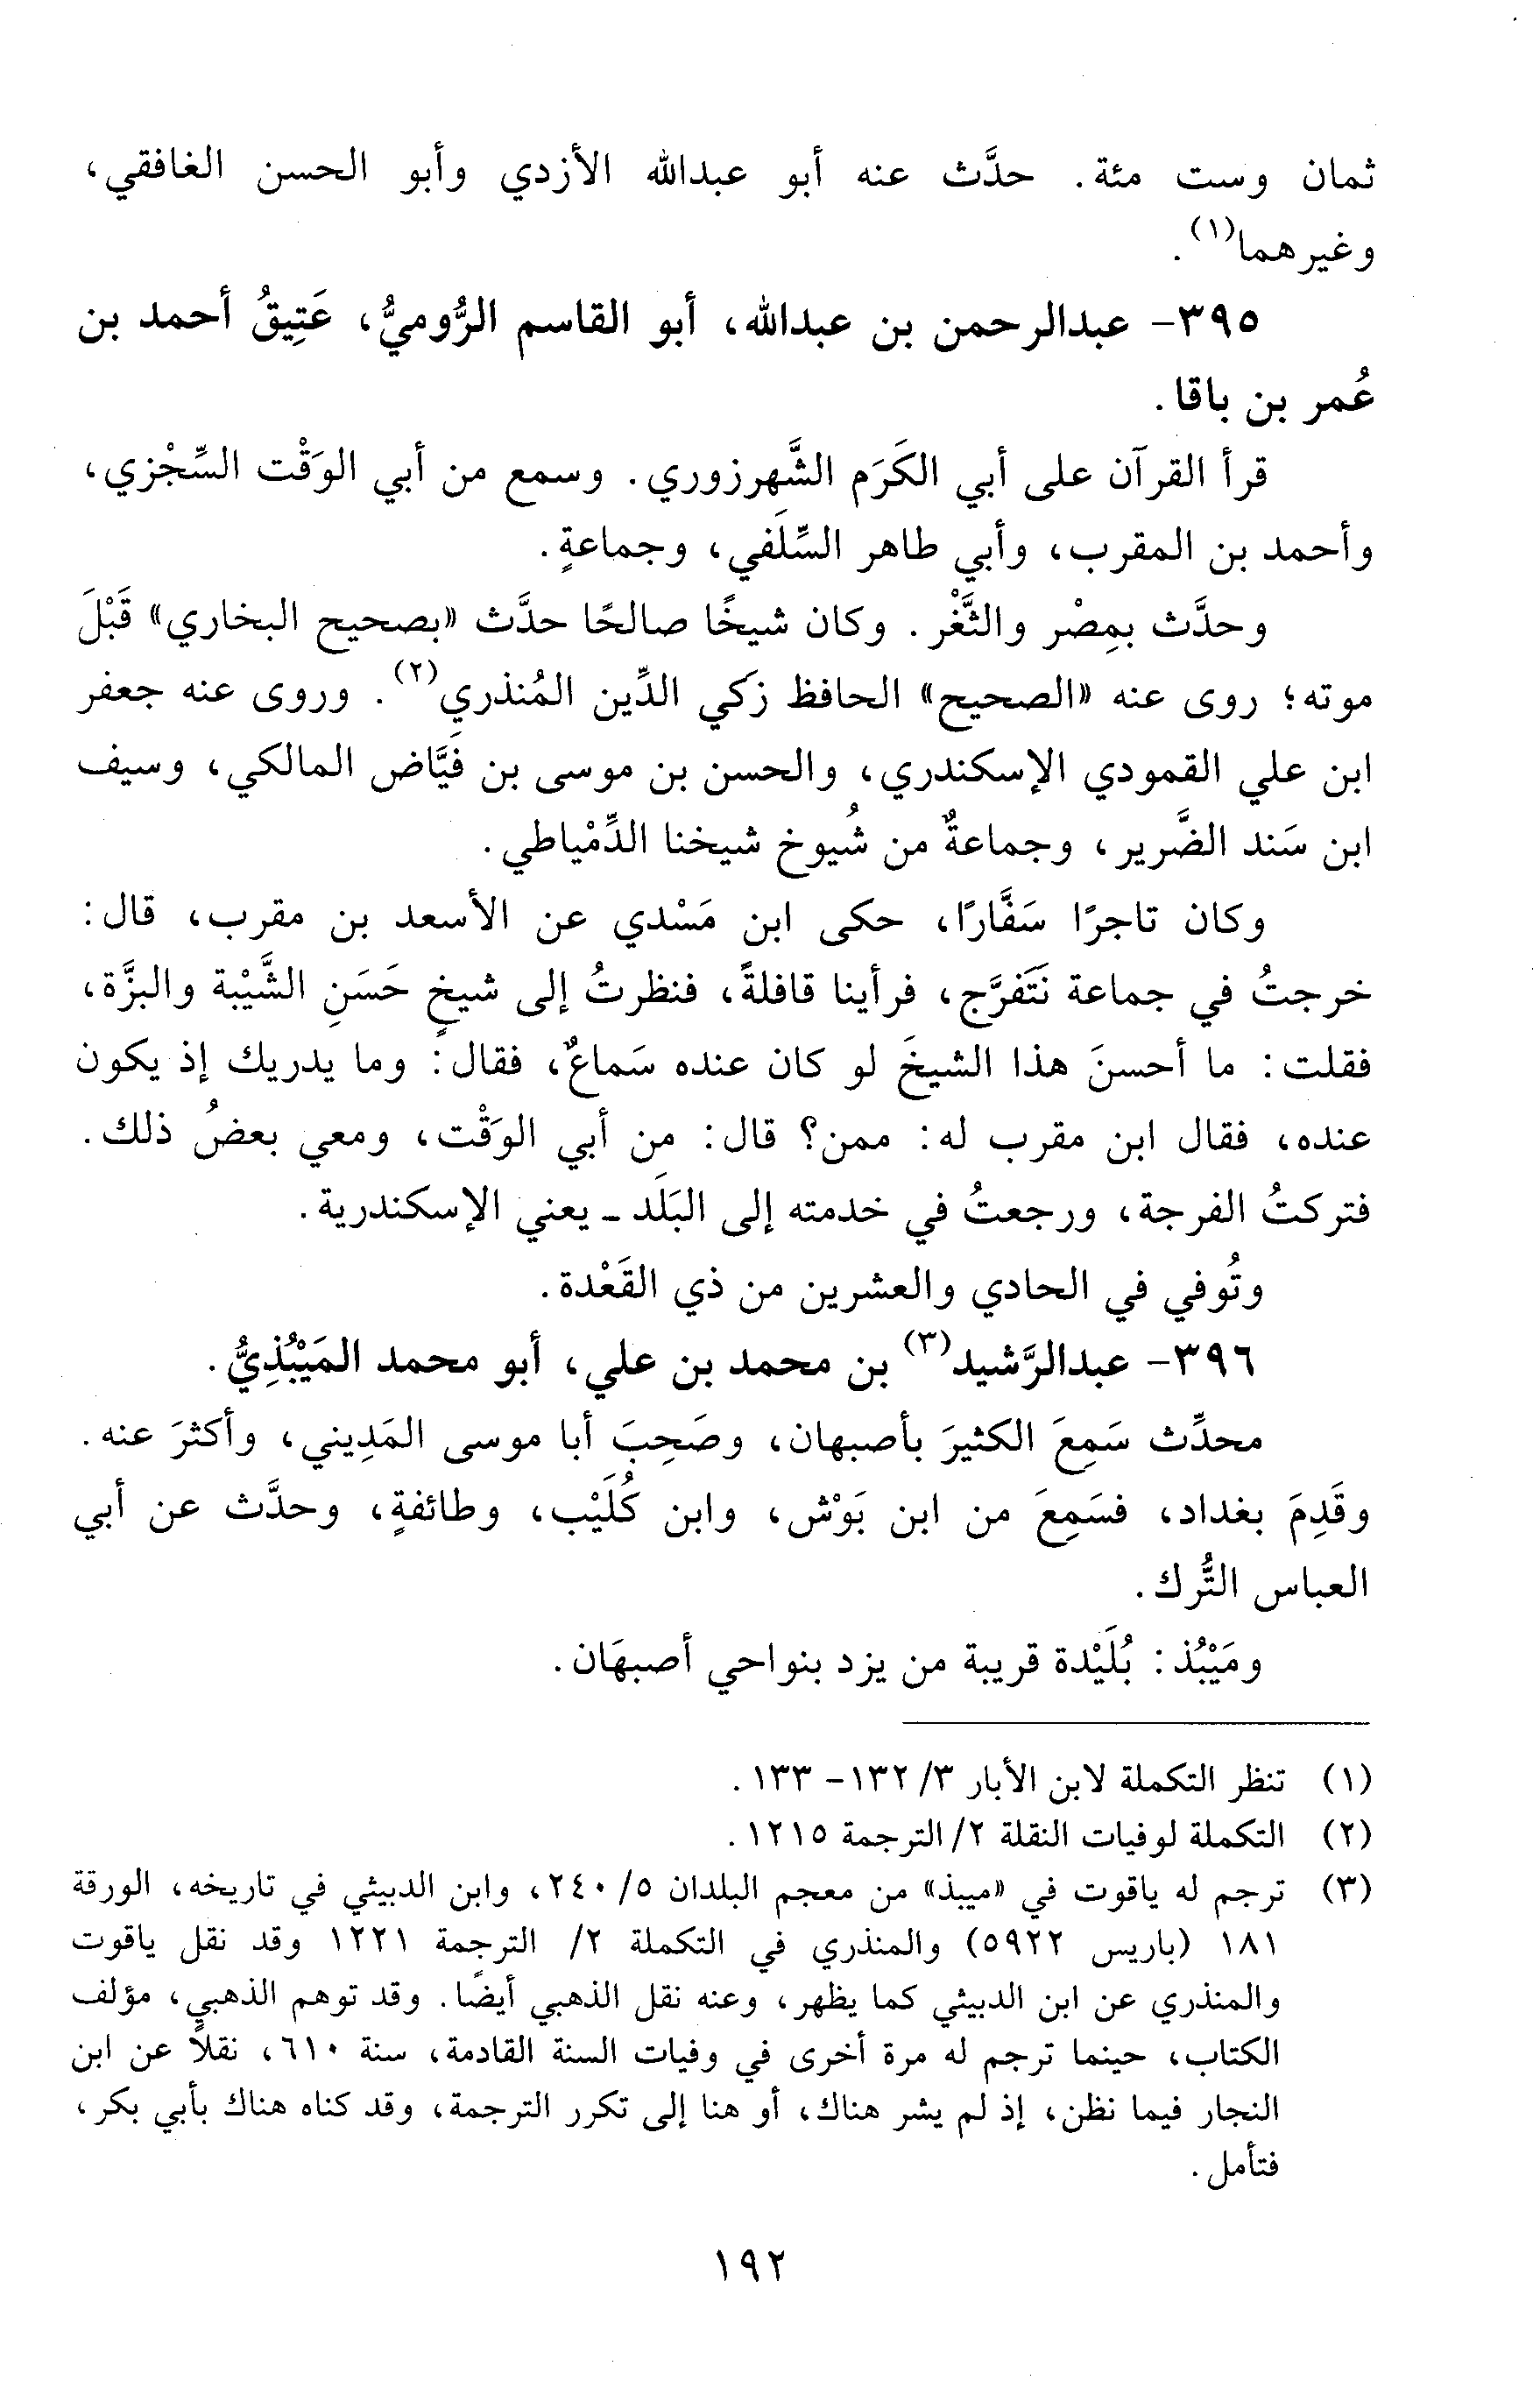 ثمان وست مئة. حدَّث عنه أبو عبدالله الأزدي وأبو الحسن الغافقي،
وغيرهما(١).
٣٩٥- عبدالرحمن بن عبدالله، أبو القاسم الرُّوميُّ، عَتِيقُ أحمد بن
عُمر بن باقا.
قرأ القرآن على أبي الكَرَم الشَّهرزوري. وسمع من أبي الوَقْت السِّجْزي،
وأحمد بن المقرب، وأبي طاهر السِّلَفي، وجماعةٍ.
وحدَّث بمِصْر والثَّغْر. وكان شيخًا صالحًا حدَّث «بصحيح البخاري» قَبْلَ
موته؛ روى عنه «الصحيح» الحافظ زَكي الدِّين المُنذري(٢). وروى عنه جعفر
ابن علي القمودي الإسكندري، والحسن بن موسى بن فَيَّاض المالكي، وسيف
ابن سَند الضَّرير، وجماعةٌ من شُيوخ شيخنا الدِّمْياطي.
وكان تاجرًا سَفَّارًا، حكى ابن مَسْدي عن الأسعد بن مقرب، قال:
خرجتُ في جماعة نَتَفرَّج، فرأينا قافلةً، فنظرتُ إلى شيخٍ حَسَنِ الشَّيْبة والبزَّة،
فقلت: ما أحسنَ هذا الشيخَ لو كان عنده سَماعٌ، فقال: وما يدريك إذ يكون
عنده، فقال ابن مقرب له: ممن؟ قال: من أبي الوَقْت، ومعي بعضُ ذلك.
فتركتُ الفرجة، ورجعتُ في خدمته إلى البَلَد ـ يعني الإسكندرية.
وتُوفي في الحادي والعشرين من ذي القَعْدة.
٣٩٦- عبدالرَّشيد(٣) بن محمد بن علي، أبو محمد المَيْبُذِيُّ.
محدِّث سَمِعَ الكثيرَ بأصبهان، وصَحِبَ أبا موسى المَدِيني، وأكثرَ عنه.
وقَدِمَ بغداد، فسَمِعَ من ابن بَوْش، وابن كُلَيْب، وطائفةٍ، وحدَّث عن أبي
العباس التُّرك.
ومَيْبُذ: بُلَيْدة قريبة من يزد بنواحي أصبهَان.
(١) تنظر التكملة لابن الأبار ٣/ ١٣٢- ١٣٣.
(٢) التكملة لوفيات النقلة ٢/ الترجمة ١٢١٥.
(٣) ترجم له ياقوت في «ميبذ» من معجم البلدان ٥/ ٢٤٠، وابن الدبيثي في تاريخه، الورقة
١٨١ (باريس ٥٩٢٢) والمنذري في التكملة ٢/ الترجمة ١٢٢١ وقد نقل ياقوت
والمنذري عن ابن الدبيثي كما يظهر، وعنه نقل الذهبي أيضًا. وقد توهم الذهبي، مؤلف
الكتاب، حينما ترجم له مرة أخرى في وفيات السنة القادمة، سنة ٦١٠، نقلاً عن ابن
النجار فيما نظن، إذ لم يشر هناك، أو هنا إلى تكرر الترجمة، وقد كناه هناك بأبي بكر،
فتأمل.
١٩٢